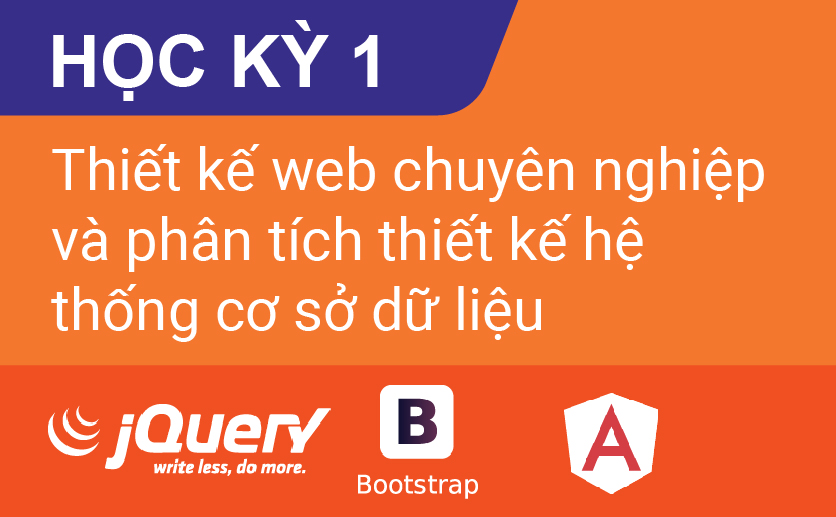 HỌC KỲ 1
Thiết kế web chuyên nghiệp
và phân tích thiết kế hệ
thống cơ sở dữ liệu
jQuery
write less, do more.
B
Bootstrap
A